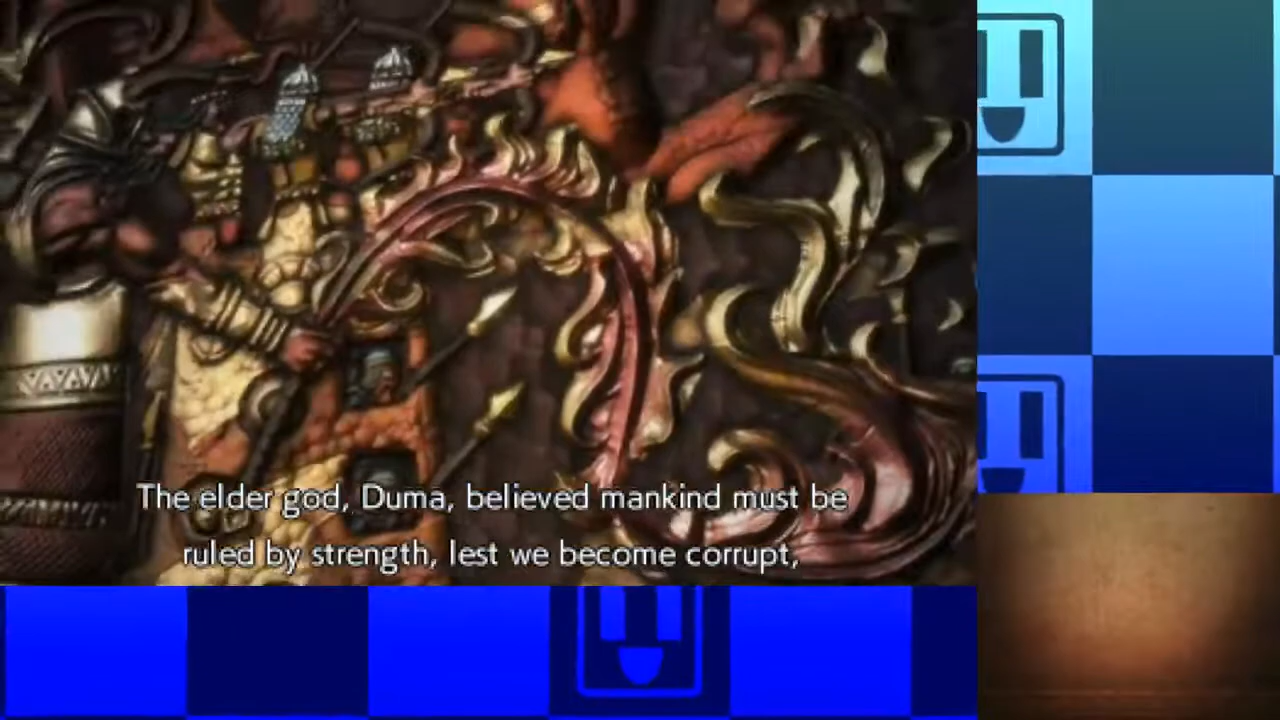 The elder god, Duma, believed mankind must be
ruled by strength, lest we become corrupt,